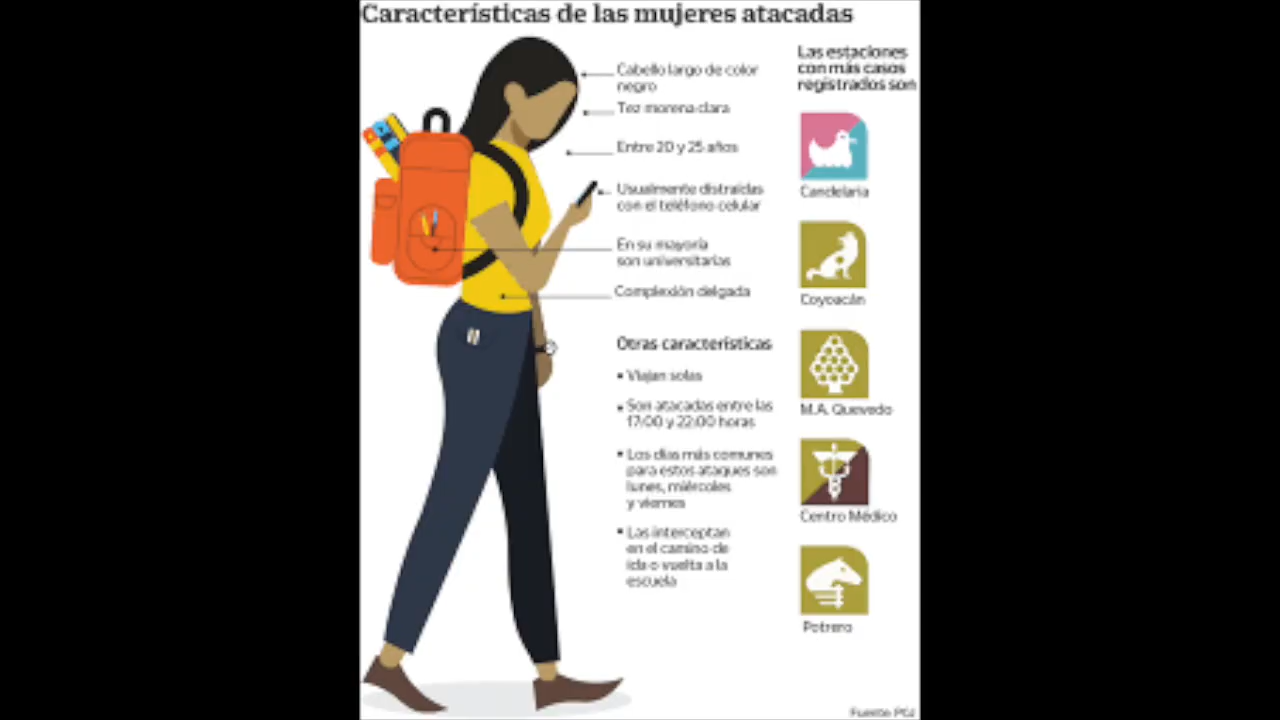 Características de las mujeres atacadas
Cabello largo de color
negro
Tez morena clara
Entre 20 y 25 años
Usualmente distraídas
con el teléfono celular
En su mayoría
son universitarias
Complexión delgada
Otras características
▪ Viajan solas
▪ Son atacadas entre las
17:00 y 22:00 horas
▪ Los días más comunes
para estos ataques son
lunes, miércoles
y viernes
▪ Las interceptan
en el camino de
ida o vuelta a la
escuela
Las estaciones
con más casos
registrados son
Candelaria
Coyoacán
M.A. Quevedo
Centro Médico
Potrero
Fuente PGJ